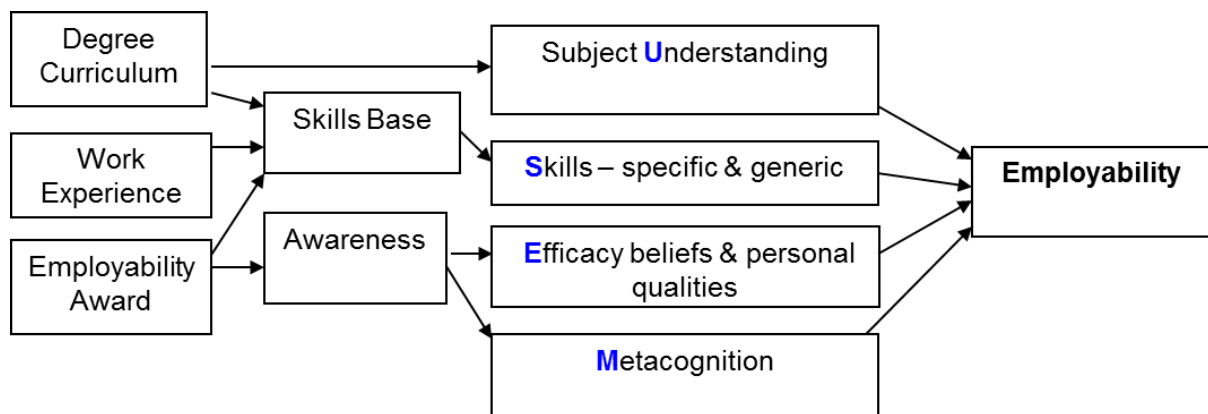 Degree
Curriculum
Work
Experience
Employability
Award
Skills Base
Awareness
Subject Understanding
Skills – specific & generic
Efficacy beliefs & personal
qualities
Metacognition
Employability